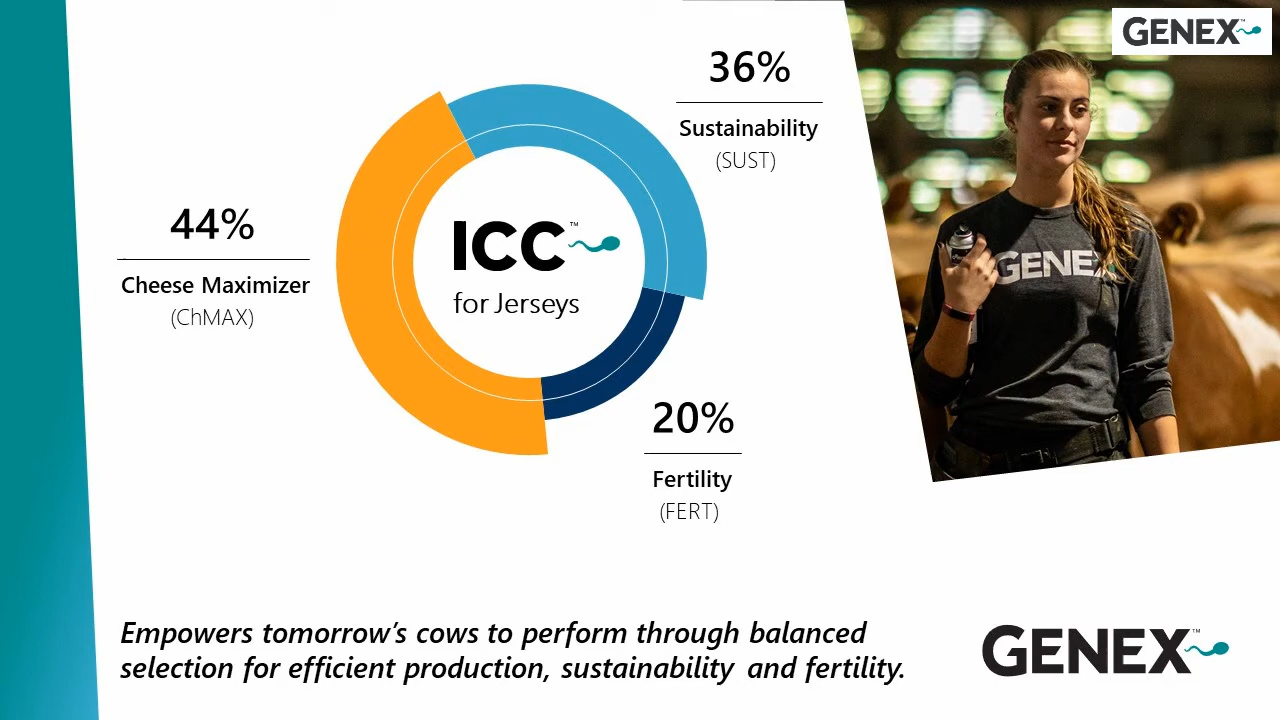 GENEX™
36%
Sustainability
(SUST)
44%
Cheese Maximizer
(ChMAX)
ICC™
for Jerseys
GENEX
20%
Fertility
(FERT)
Empowers tomorrow's cows to perform through balanced
selection for efficient production, sustainability and fertility.
GENEX™